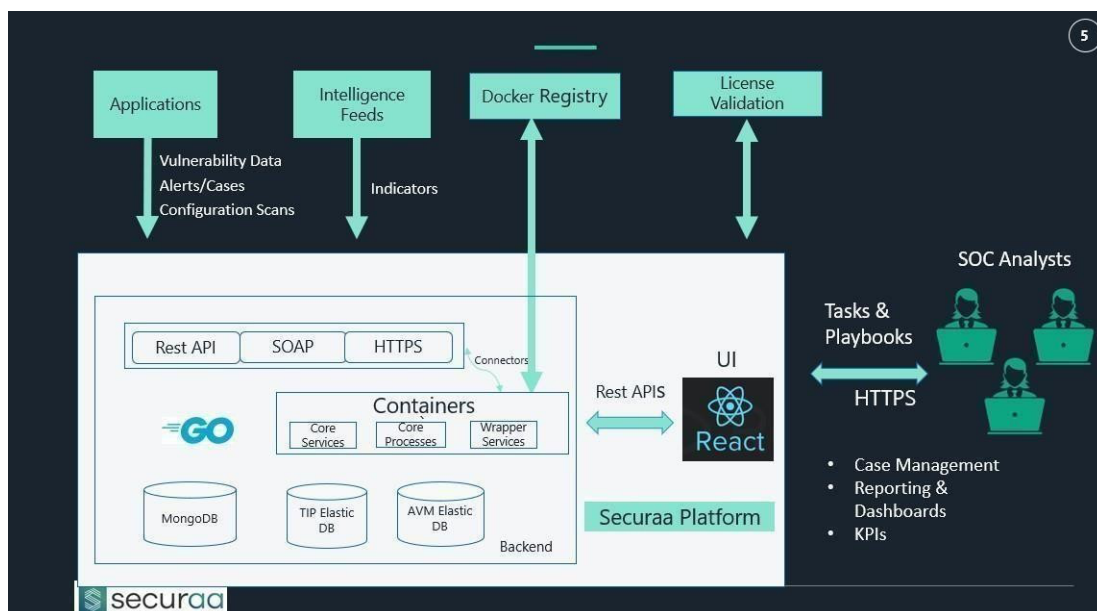 5
Applications
Intelligence
Feeds
Docker Registry
License
Validation
Vulnerability Data
Alerts/Cases
Configuration Scans
Indicators
SOC Analysts
Rest API
SOAP
HTTPS
Connectors
Containers
Core
Services
Core
Processes
Wrapper
Services
GO
MongoDB
TIP Elastic
DB
AVM Elastic
DB
Backend
Rest APIs
UI
React
Securaa Platform
Tasks &
Playbooks
HTTPS
• Case Management
• Reporting &
Dashboards
• KPIs
securaa